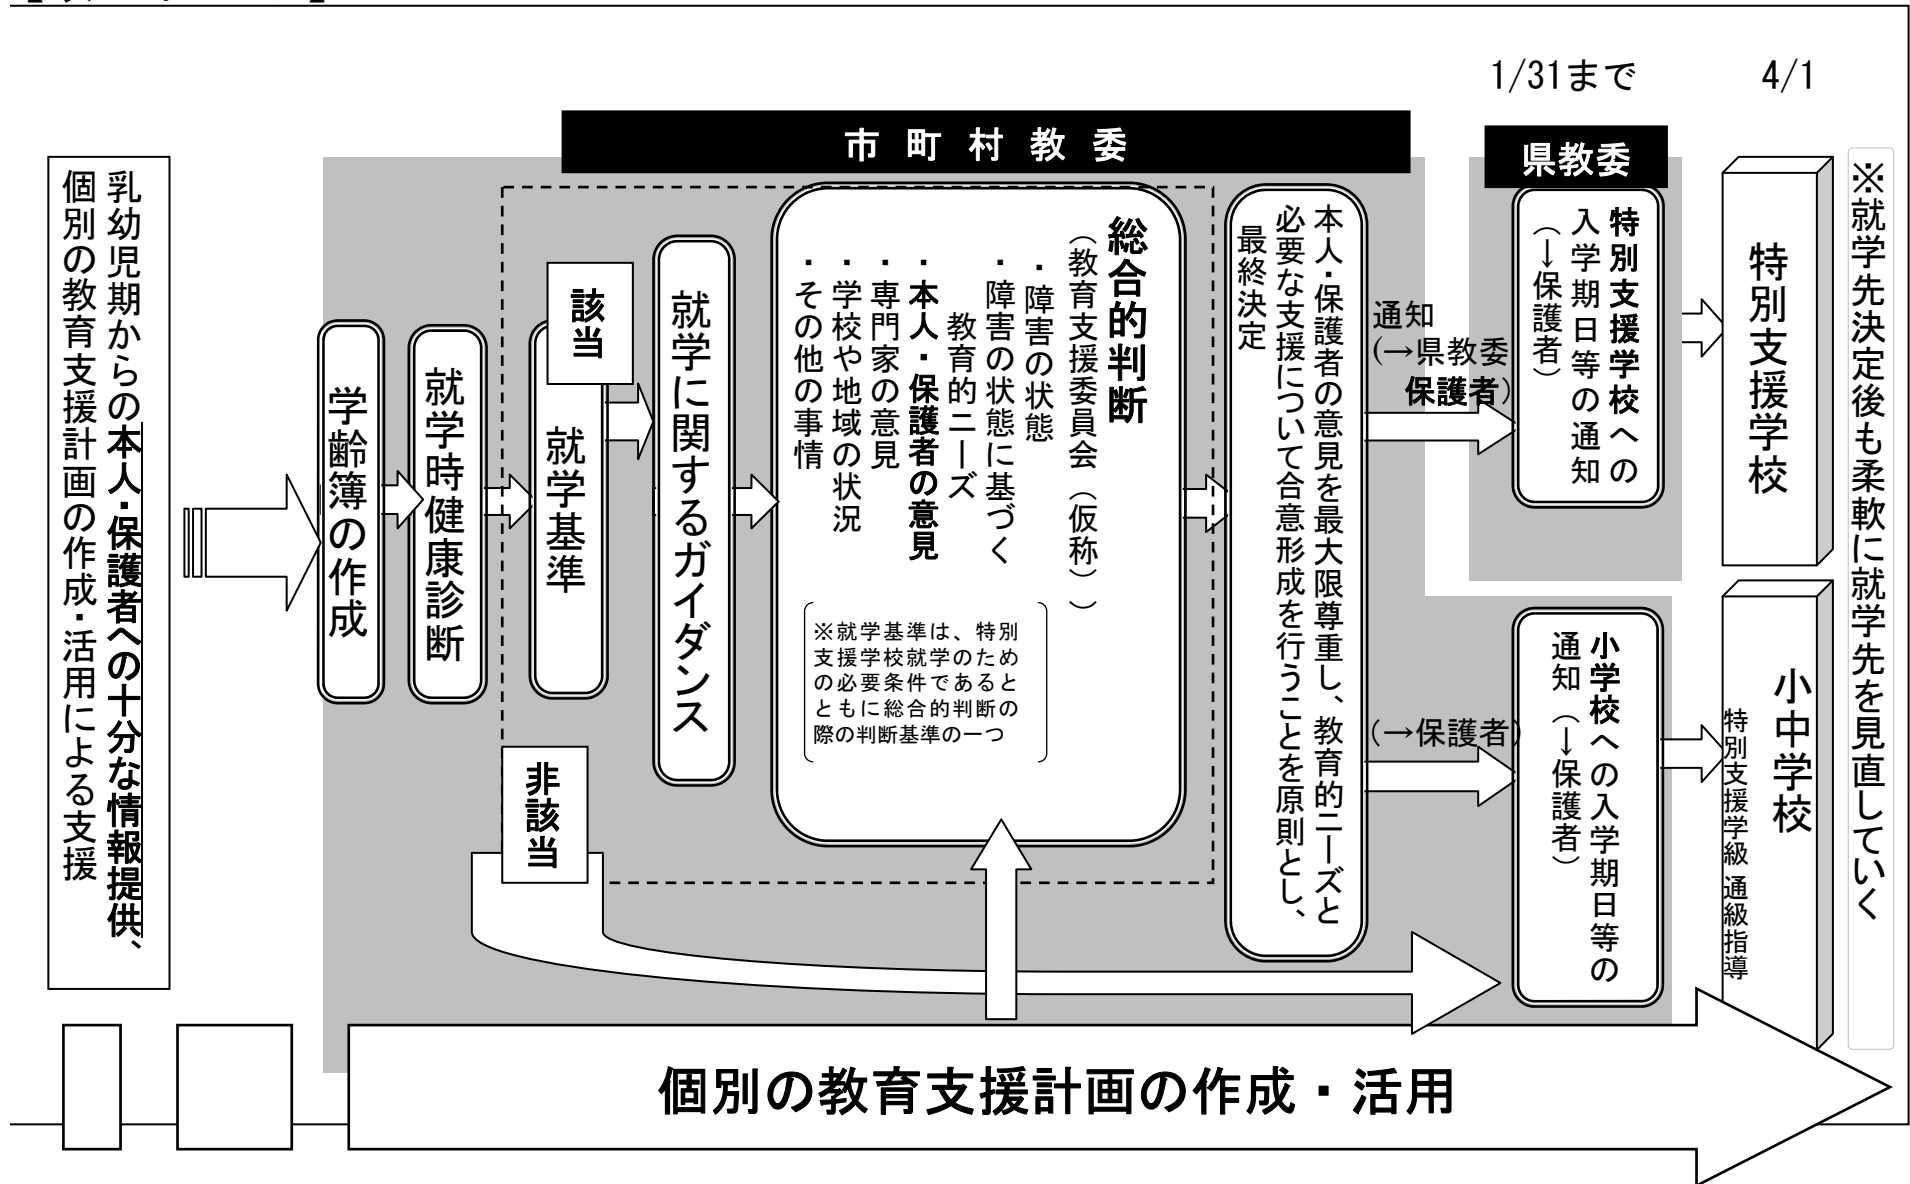 1/31まで
4/1
市町村教委
県教委
乳幼児期からの本人・保護者への十分な情報提供、
個別の教育支援計画の作成・活用による支援
学齢簿の作成
就学時健康診断
該当
就学基準
非該当
就学に関するガイダンス
総合的判断
（教育支援委員会（仮称））
・障害の状態
・障害の状態に基づく
教育的ニーズ
・本人・保護者の意見
・専門家の意見
・学校や地域の状況
・その他の事情
※就学基準は、特別
支援学校就学のため
の必要条件であると
ともに総合的判断の
際の判断基準の一つ
本人・保護者の意見を最大限尊重し、教育的ニーズと
必要な支援について合意形成を行うことを原則とし、
最終決定
通知
(→県教委
保護者)
(→保護者)
特別支援学校への
入学期日等の通知
（→保護者）
小学校への入学期日等の
通知（→保護者）
特別支援学校
小中学校
特別支援学級 通級指導
※就学先決定後も柔軟に就学先を見直していく
個別の教育支援計画の作成・活用